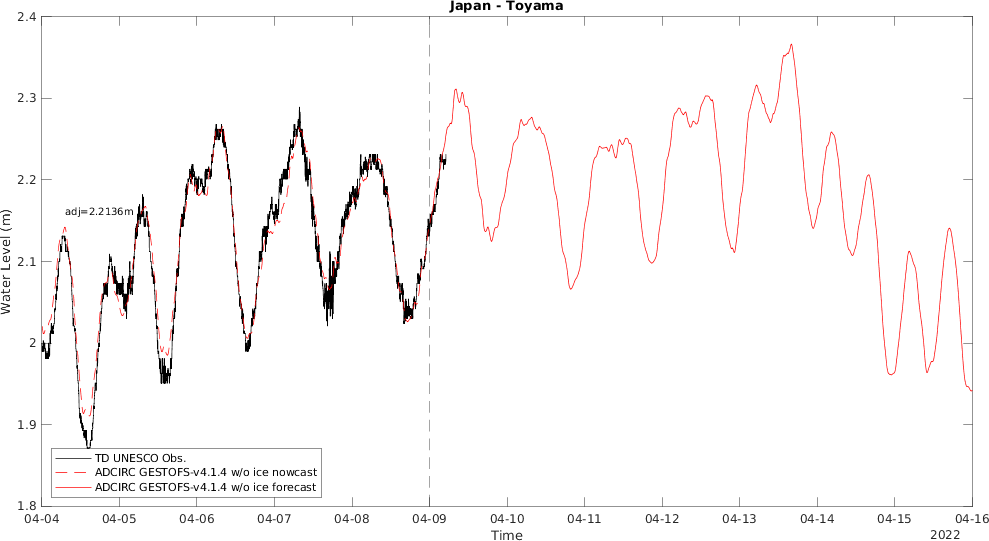 Japan - Toyama
2.4
2.3
2.2
2.1
2
1.9
1.8
Water Level (m)
adj=2.2136m
TD UNESCO Obs.
ADCIRC GESTOFS-v4.1.4 w/o ice nowcast
ADCIRC GESTOFS-v4.1.4 w/o ice forecast
04-04 04-05 04-06 04-07 04-08 04-09 04-10 04-11 04-12 04-13 04-14 04-15 04-16
Time
2022